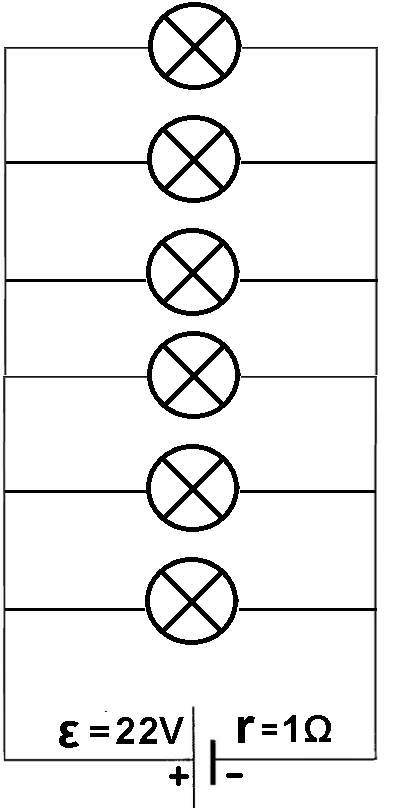 ε = 22V r = 1Ω
+ −